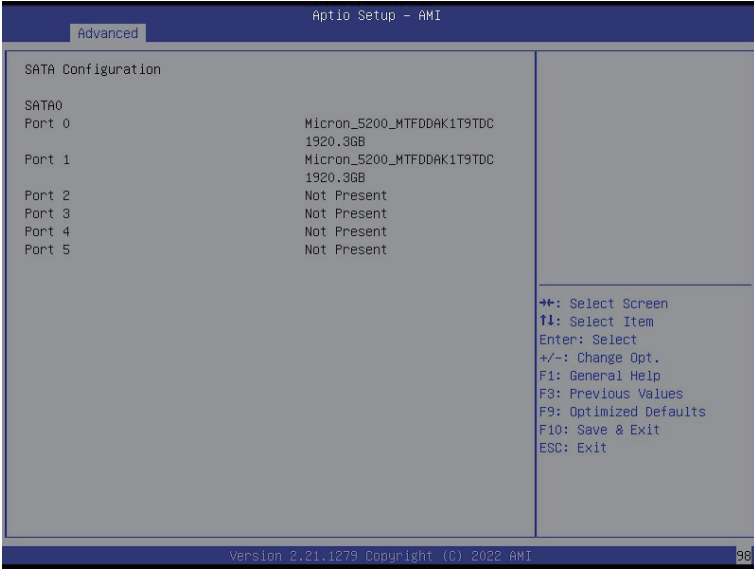 Aptio Setup – AMI
Advanced
SATA Configuration
SATA0
Port 0 Micron_5200_MTFDDAK1T9TDC
1920.3GB
Port 1 Micron_5200_MTFDDAK1T9TDC
1920.3GB
Port 2 Not Present
Port 3 Not Present
Port 4 Not Present
Port 5 Not Present
→←: Select Screen
↑↓: Select Item
Enter: Select
+/-: Change Opt.
F1: General Help
F3: Previous Values
F9: Optimized Defaults
F10: Save & Exit
ESC: Exit
Version 2.21.1279 Copyright (C) 2022 AMI
98